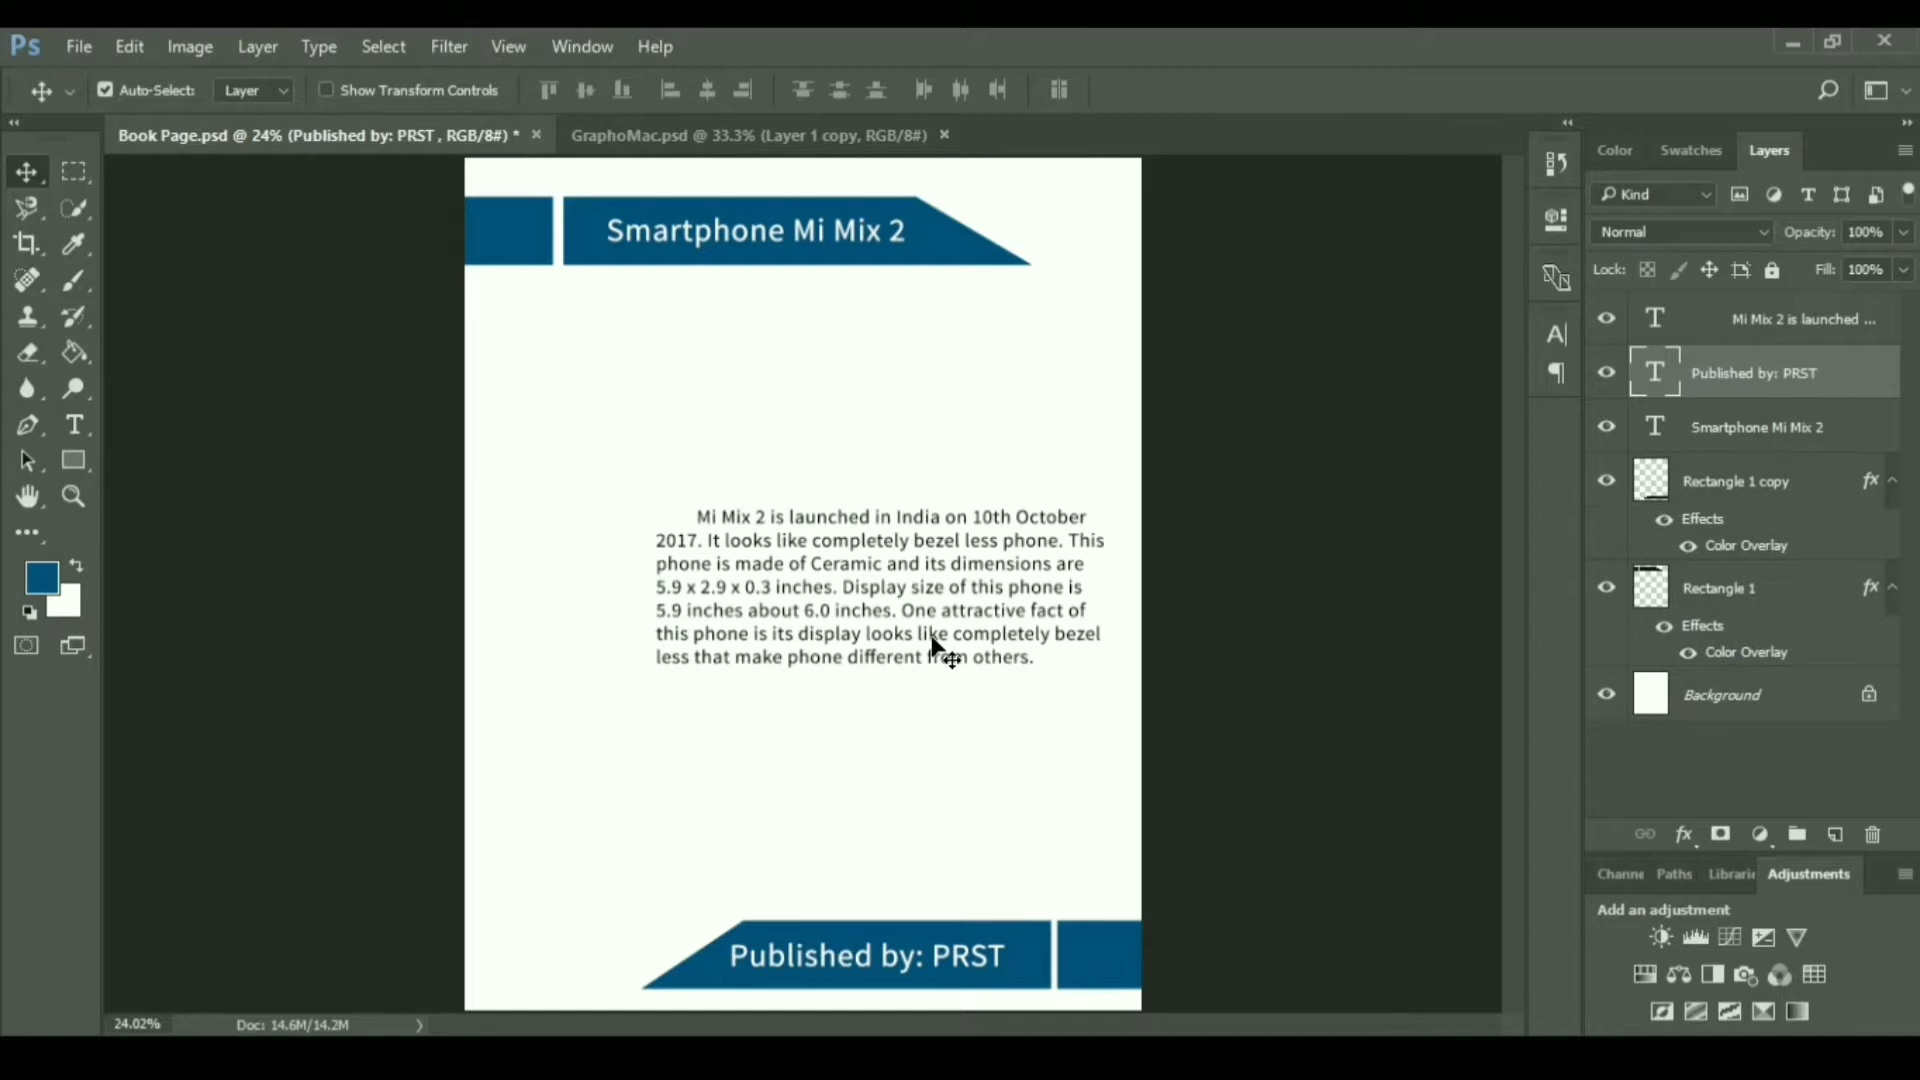 Ps File Edit Image Layer Type Select Filter View Window Help
Auto-Select: Layer Show Transform Controls
Book Page.psd @ 24% (Published by: PRST , RGB/8#) * × GraphoMac.psd @ 33.3% (Layer 1 copy, RGB/8#) ×
Smartphone Mi Mix 2
Mi Mix 2 is launched in India on 10th October
2017. It looks like completely bezel less phone. This
phone is made of Ceramic and its dimensions are
5.9 x 2.9 x 0.3 inches. Display size of this phone is
5.9 inches about 6.0 inches. One attractive fact of
this phone is its display looks like completely bezel
less that make phone different from others.
Published by: PRST
24.02% Doc: 14.6M/14.2M
Color Swatches Layers
Kind
Normal Opacity: 100%
Lock: Fill: 100%
Mi Mix 2 is launched ...
Published by: PRST
Smartphone Mi Mix 2
Rectangle 1 copy fx
Effects
Color Overlay
Rectangle 1 fx
Effects
Color Overlay
Background
fx
Channe Paths Librari Adjustments
Add an adjustment